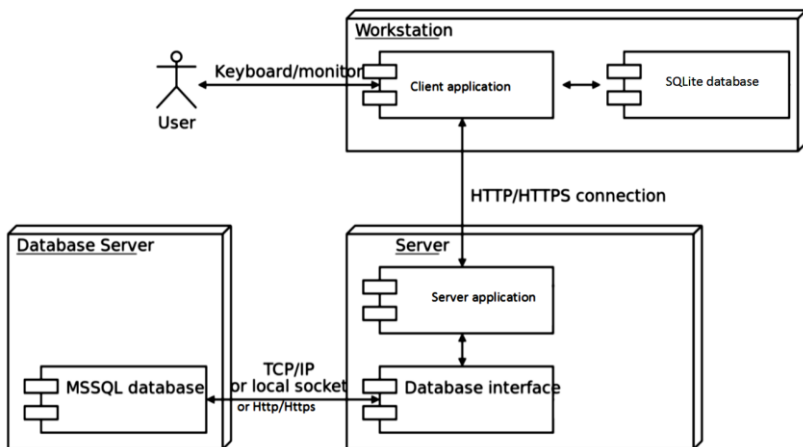 Workstation
Keyboard/monitor
Client application
SQLite database
User
HTTP/HTTPS connection
Database Server
Server
Server application
TCP/IP
or local socket
or Http/Https
MSSQL database
Database interface